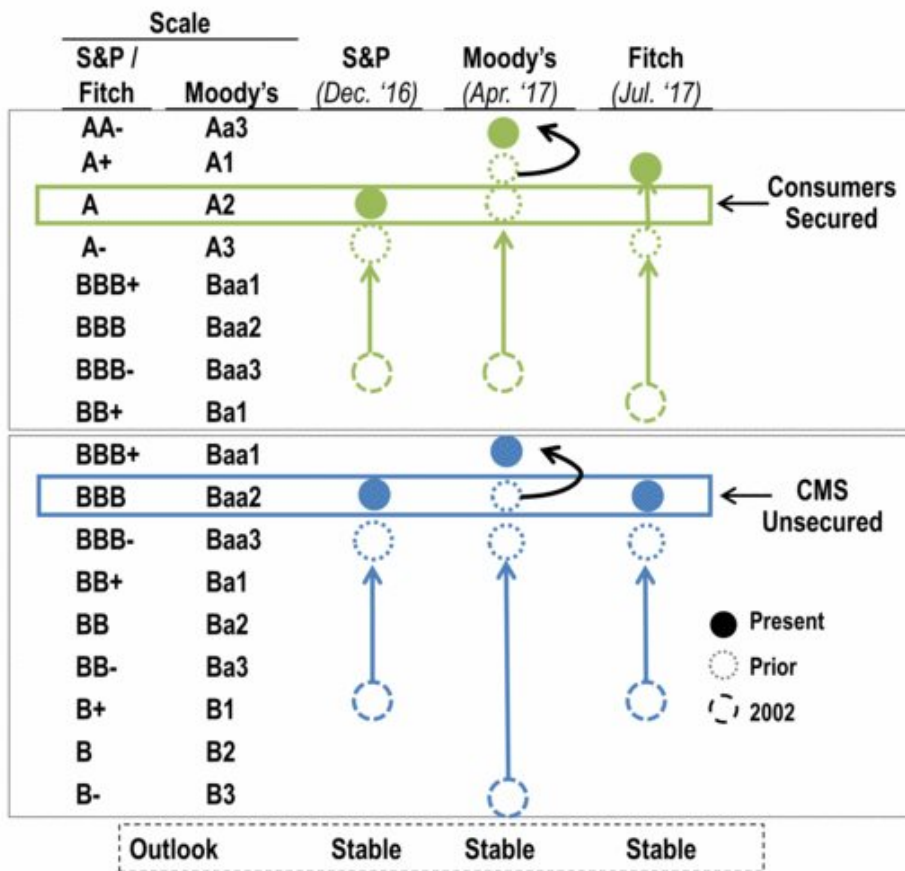 Scale
S&P / Fitch Moody's S&P (Dec. '16) Moody's (Apr. '17) Fitch (Jul. '17)
AA- Aa3
A+ A1
A A2
Consumers Secured
A- A3
BBB+ Baa1
BBB Baa2
BBB- Baa3
BB+ Ba1
BBB+ Baa1
BBB Baa2
CMS Unsecured
BBB- Baa3
BB+ Ba1
BB Ba2
Present
BB- Ba3
Prior
B+ B1
2002
B B2
B- B3
Outlook Stable Stable Stable